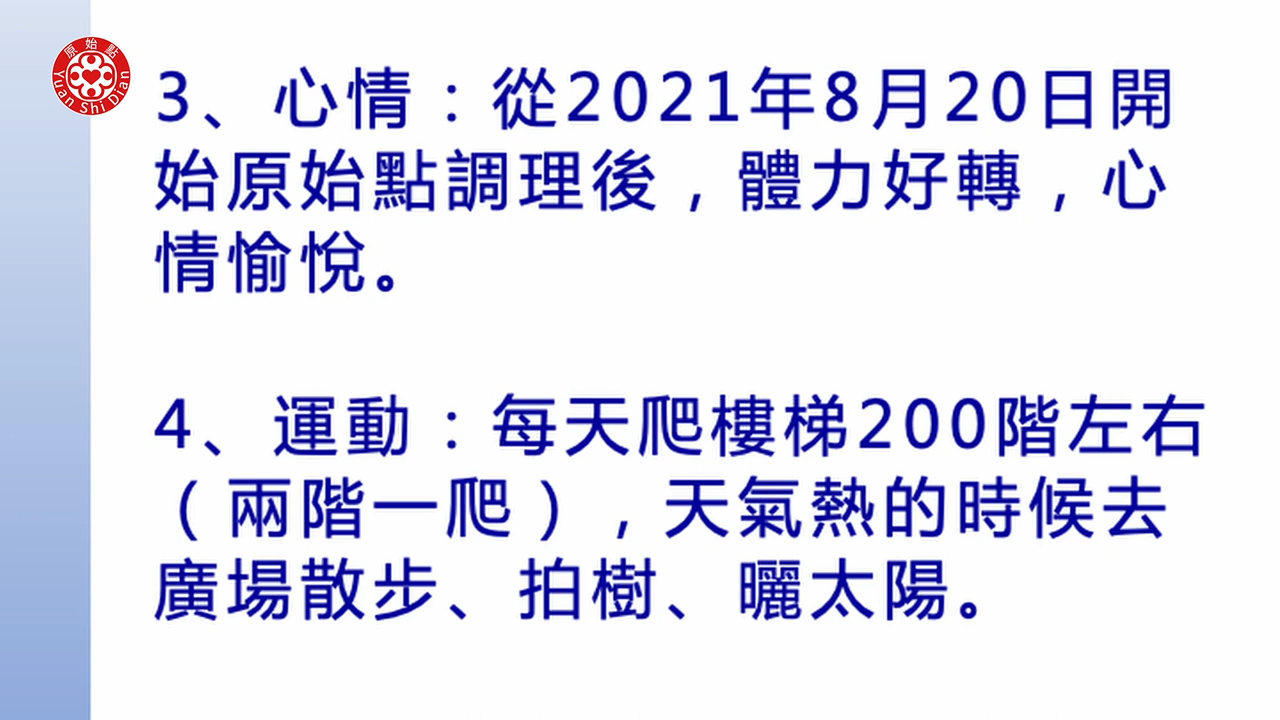 原始點
Yuan Shi Dian
3、心情：從2021年8月20日開
始原始點調理後，體力好轉，心
情愉悅。
4、運動：每天爬樓梯200階左右
（兩階一爬），天氣熱的時候去
廣場散步、拍樹、曬太陽。